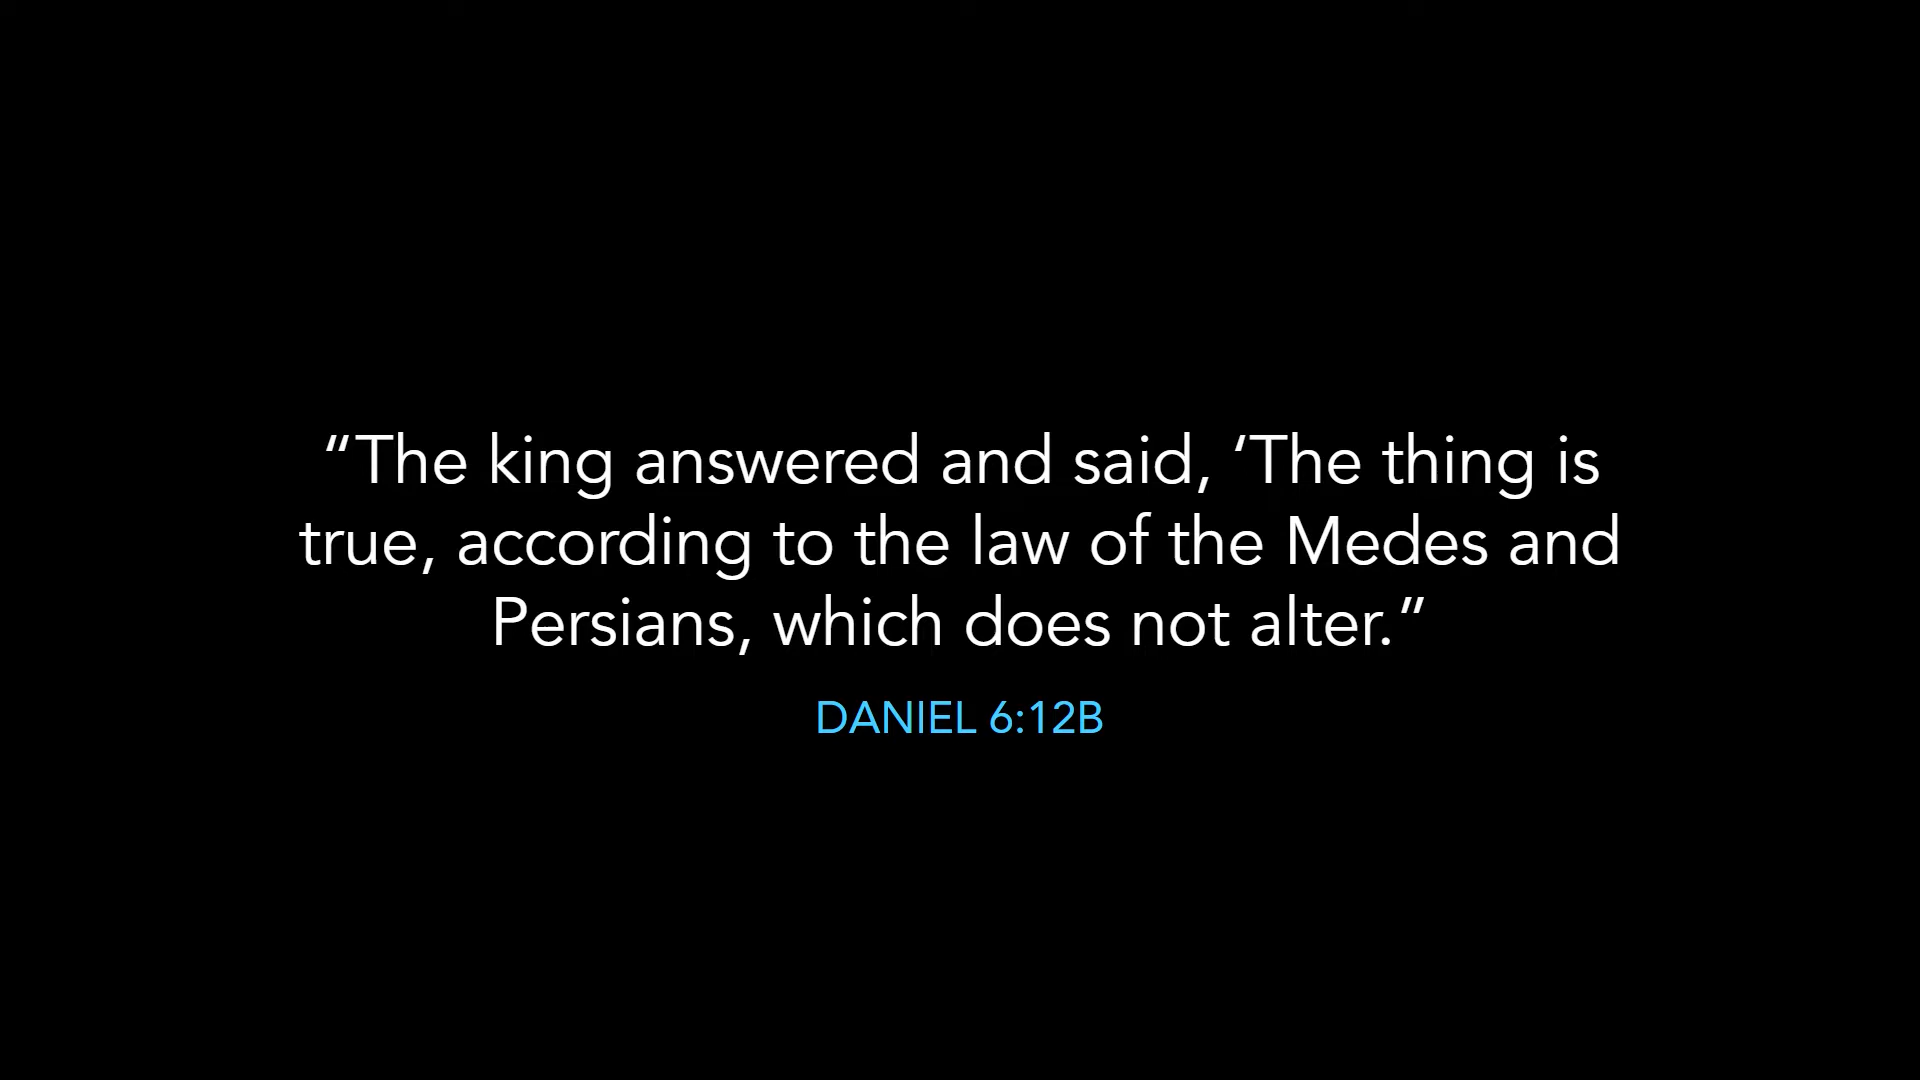 “The king answered and said, ‘The thing is
true, according to the law of the Medes and
Persians, which does not alter.”
DANIEL 6:12B